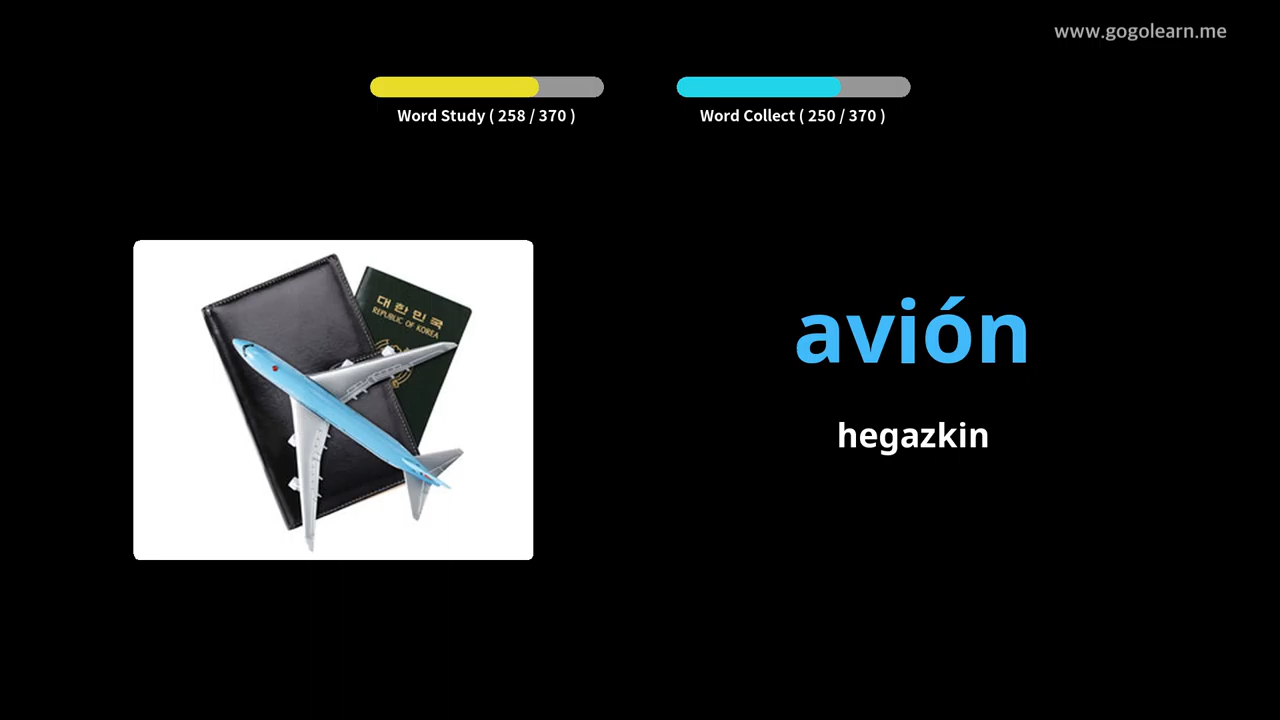 www.gogolearn.me
Word Study ( 258 / 370 )
Word Collect ( 250 / 370 )
대한민국
REPUBLIC OF KOREA
avión
hegazkin